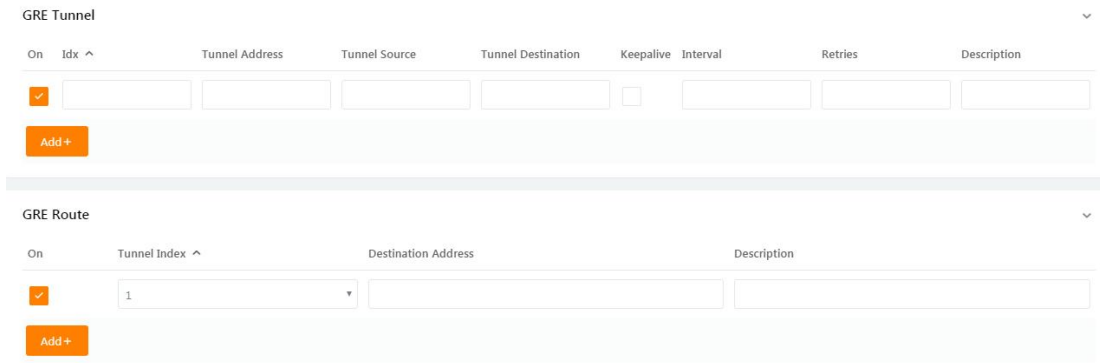 GRE Tunnel
On Idx Tunnel Address Tunnel Source Tunnel Destination Keepalive Interval Retries Description
Add+
GRE Route
On Tunnel Index Destination Address Description
1
Add+